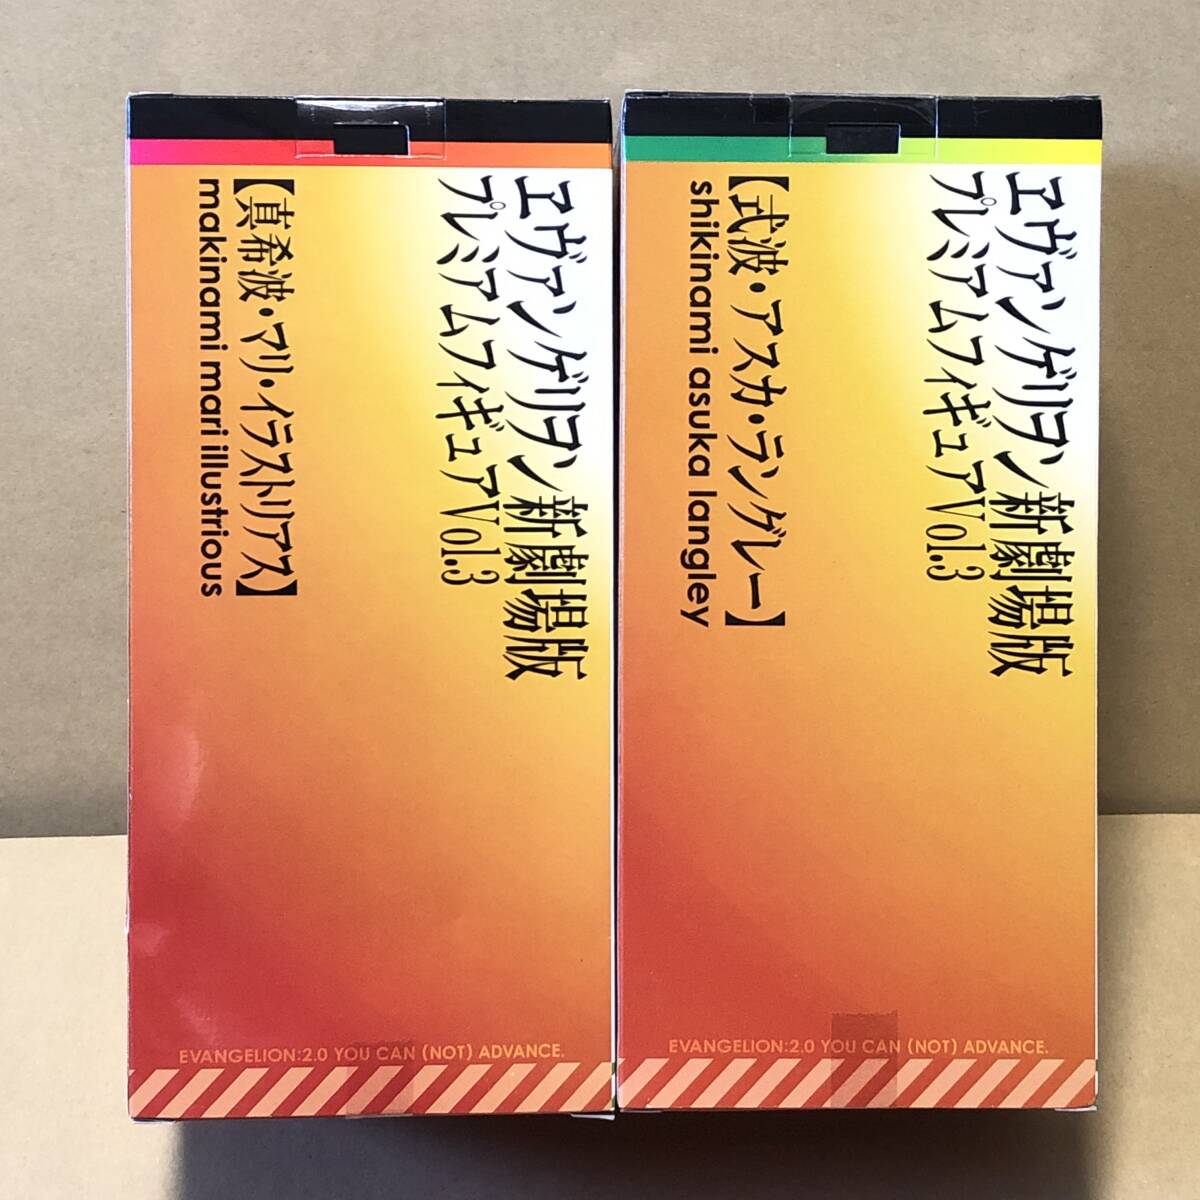 ヱヴァンゲリヲン新劇場版
プレミアムフィギュアVol.3
【真希波・マリ・イラストリアス】
makinami mari illustrious
EVANGELION:2.0 YOU CAN (NOT) ADVANCE.
ヱヴァンゲリヲン新劇場版
プレミアムフィギュアVol.3
【式波・アスカ・ラングレー】
shikinami asuka langley
EVANGELION:2.0 YOU CAN (NOT) ADVANCE.